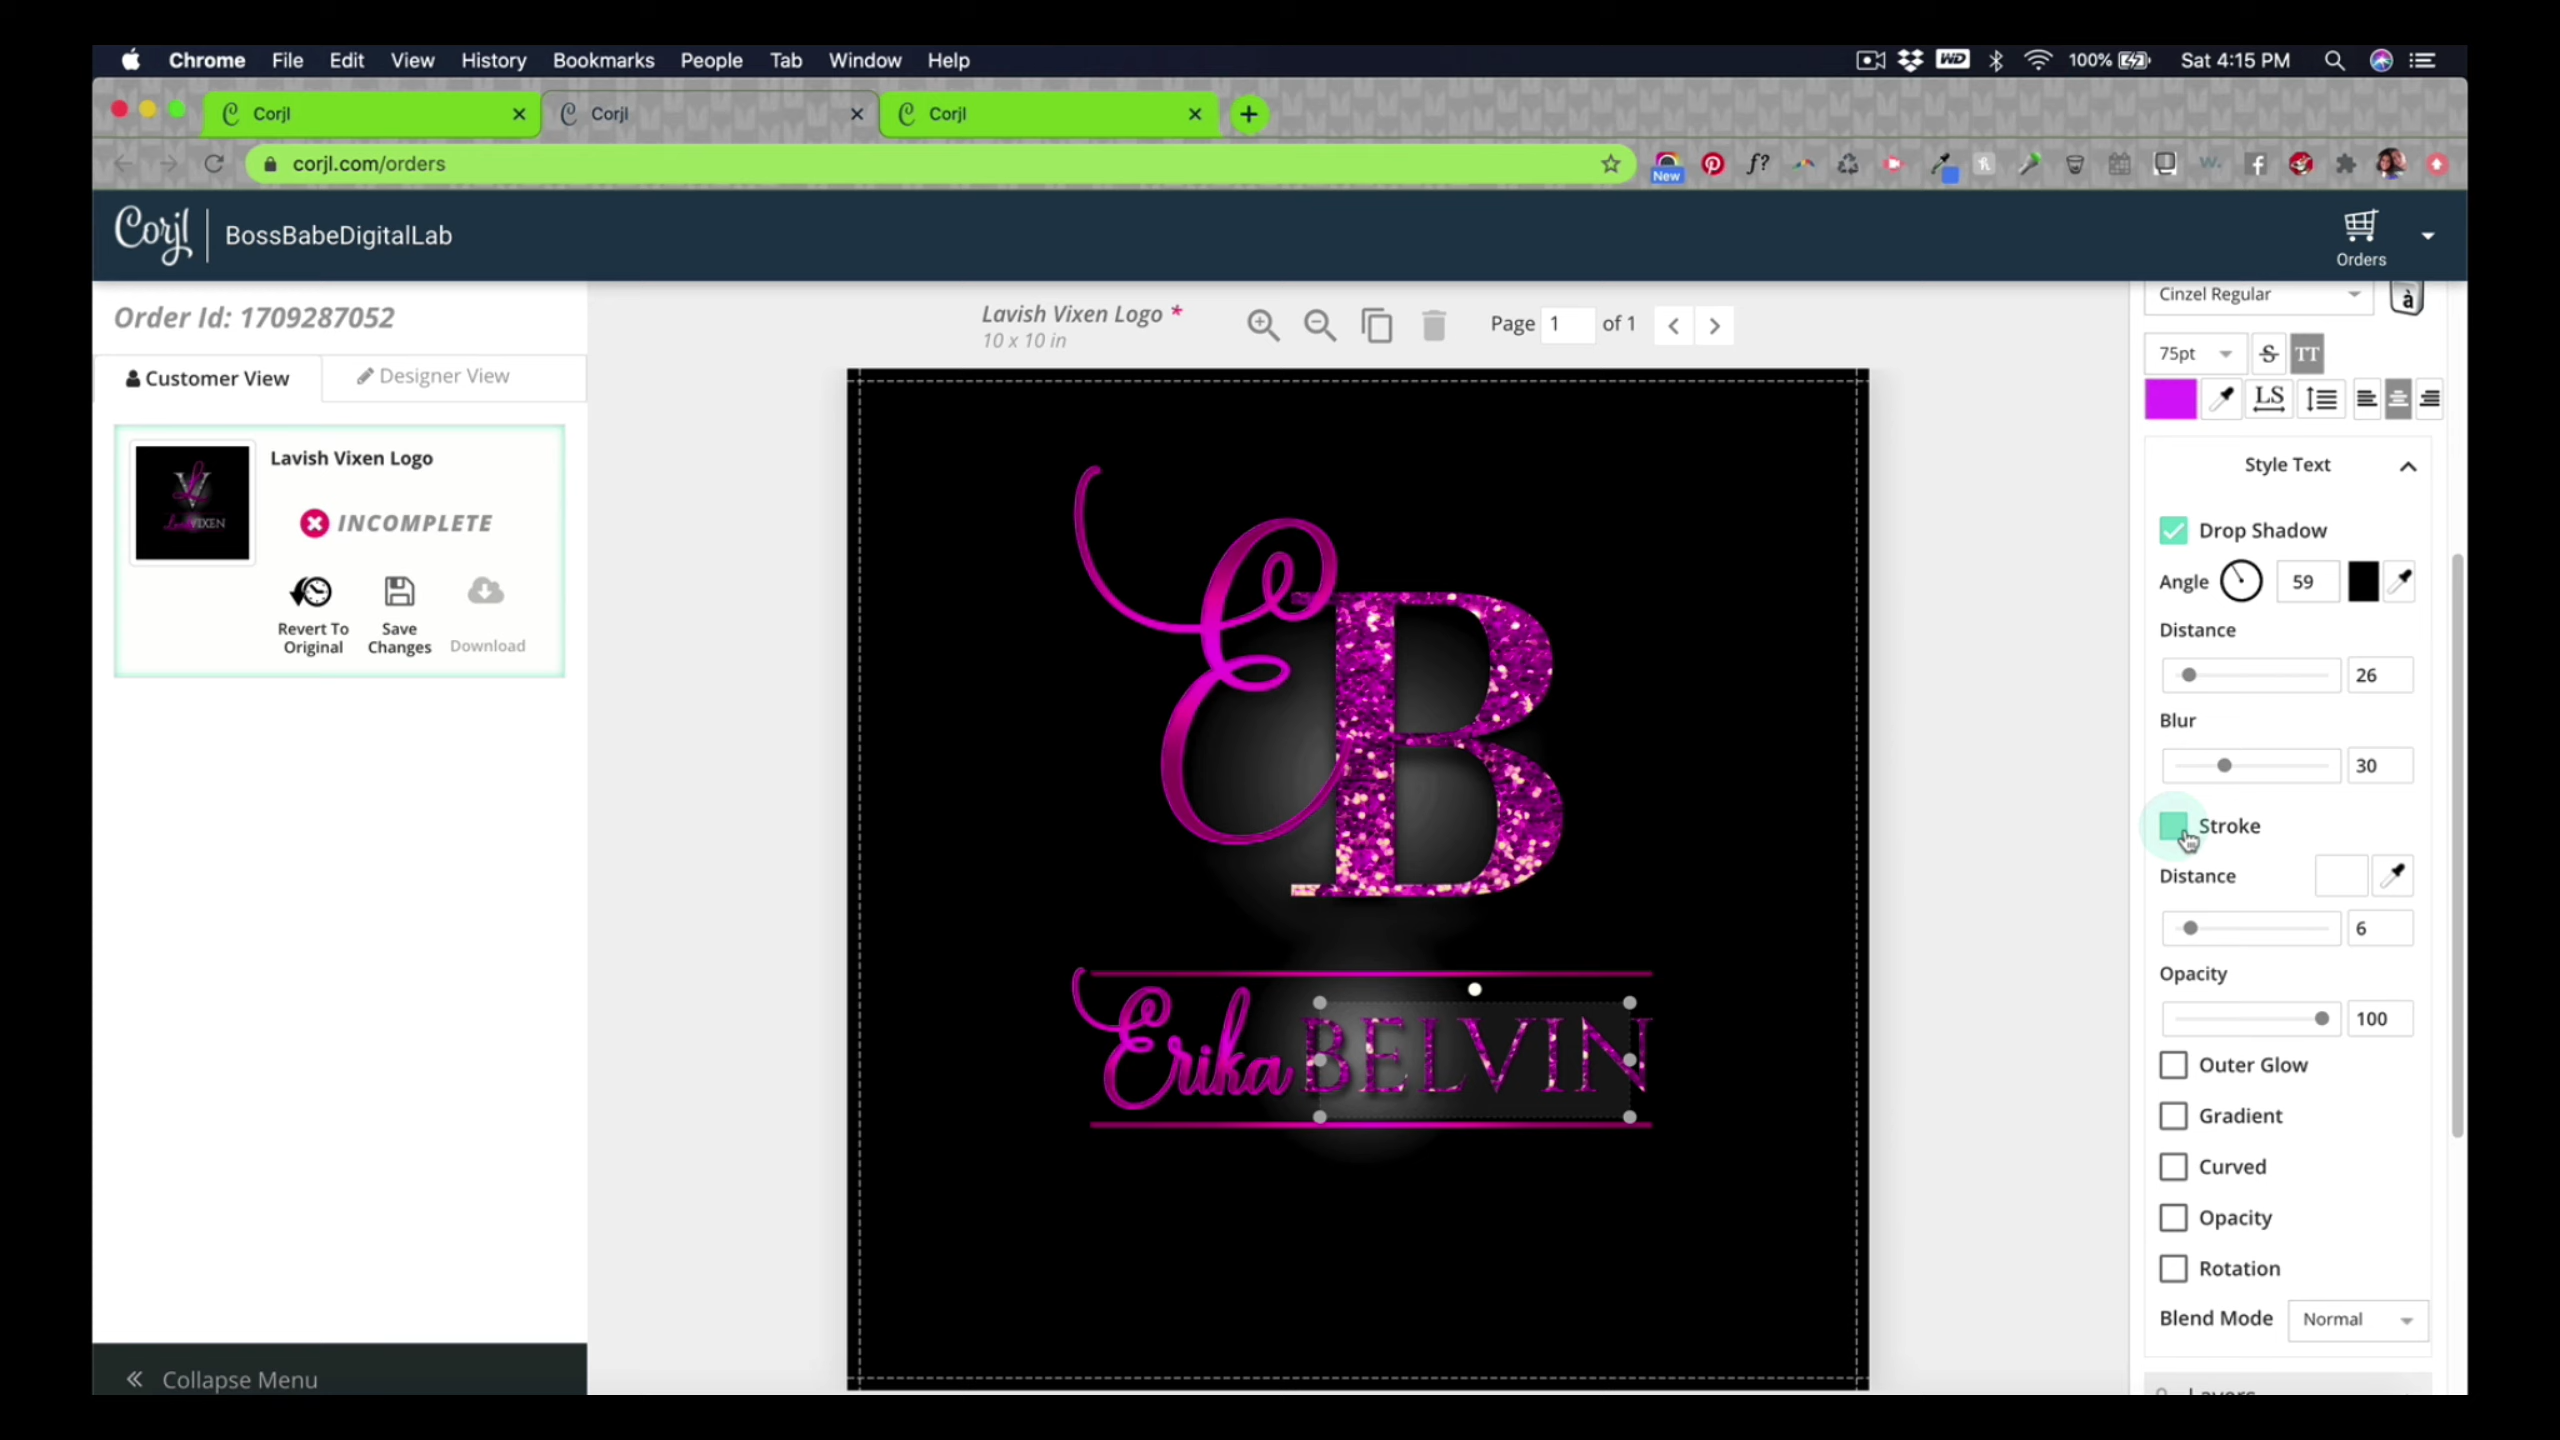 Chrome File Edit View History Bookmarks People Tab Window Help
WD 100% Sat 4:15 PM
Corjl
Corjl
Corjl
corjl.com/orders
New
f?
W.
Corjl BossBabeDigitalLab
Orders
Order Id: 1709287052
Customer View
Designer View
Lavish Vixen Logo
INCOMPLETE
Revert To
Original
Save
Changes
Download
Collapse Menu
Lavish Vixen Logo *
10 x 10 in
Page 1 of 1
E
B
Erika BELVIN
Cinzel Regular
à
75pt
S
TT
LS
Style Text
Drop Shadow
Angle 59
Distance
26
Blur
30
Stroke
Distance
6
Opacity
100
Outer Glow
Gradient
Curved
Opacity
Rotation
Blend Mode Normal
Layers